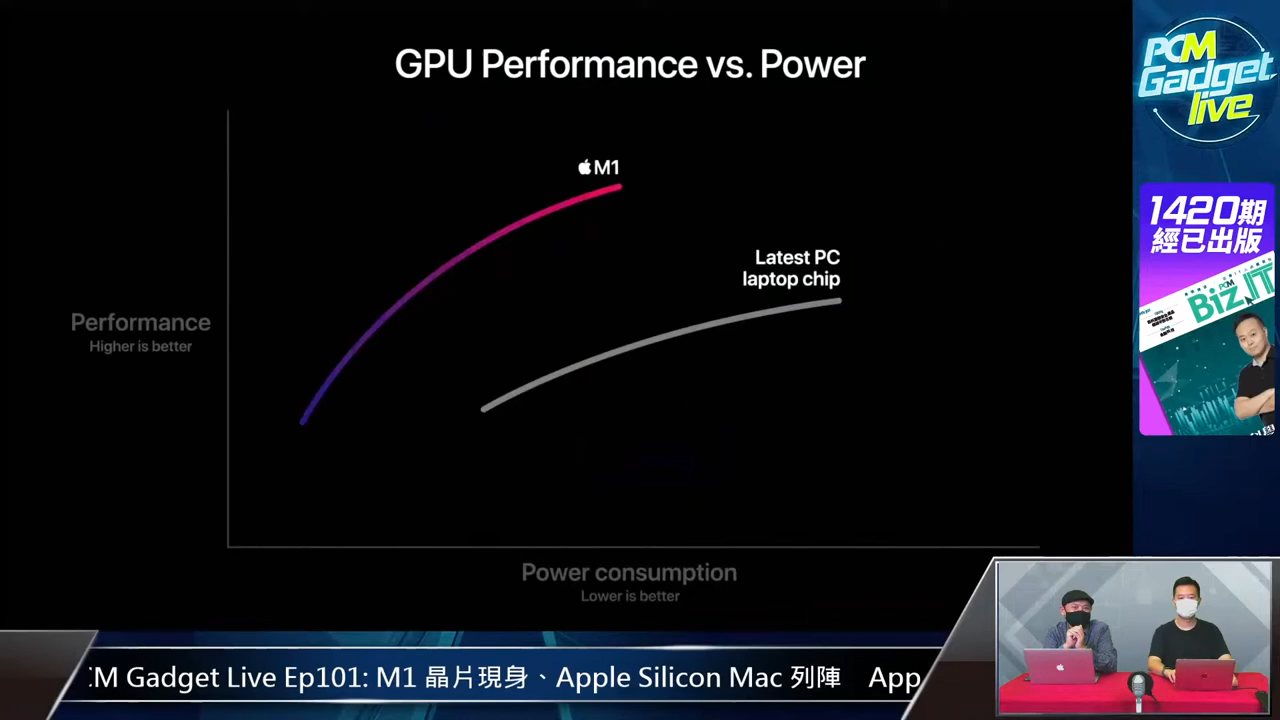 GPU Performance vs. Power
M1
Latest PC
laptop chip
Performance
Higher is better
Power consumption
Lower is better
PCM
Gadget
live
1420期
經已出版
PCM
Biz.IT
CM Gadget Live Ep101: M1 晶片現身、Apple Silicon Mac 列陣 App